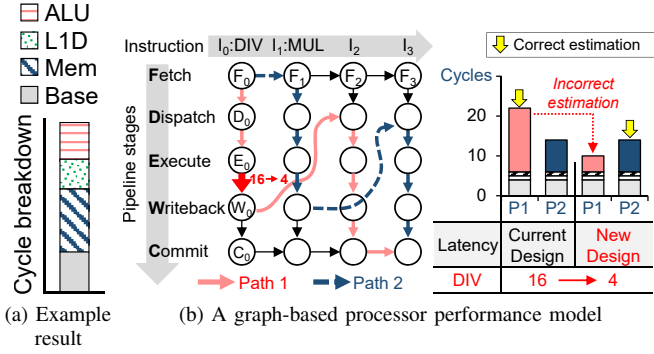 ALU
L1D
Mem
Base
Cycle breakdown
(a) Example
result
Instruction
I0:DIV
I1:MUL
I2
I3
Pipeline stages
Fetch
F0
F1
F2
F3
Dispatch
D0
Execute
E0
16→4
Writeback
W0
Commit
C0
Path 1
Path 2
(b) A graph-based processor performance model
Correct estimation
Cycles
Incorrect
estimation
20
10
0
P1
P2
P1
P2
Latency
Current
Design
New
Design
DIV
16 → 4